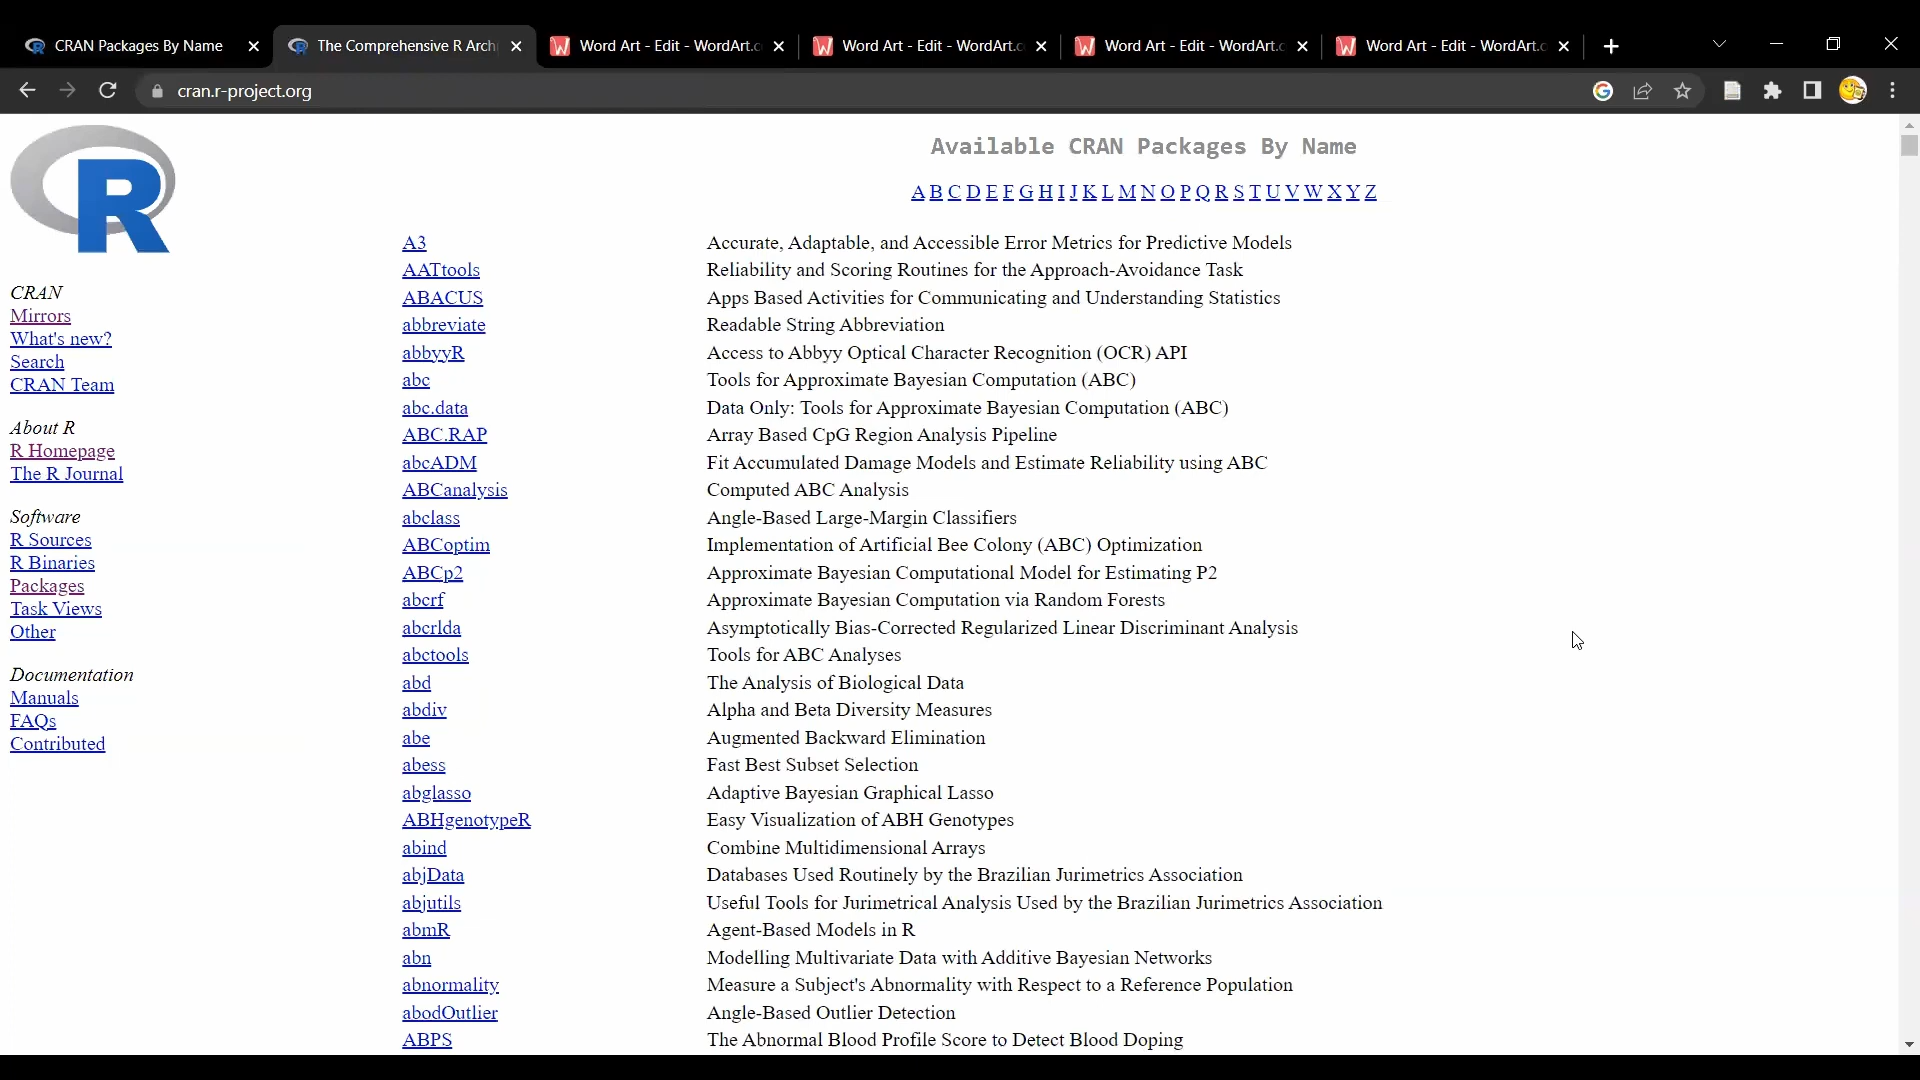 CRAN Packages By Name
The Comprehensive R Arch
Word Art - Edit - WordArt.c
Word Art - Edit - WordArt.c
Word Art - Edit - WordArt.c
Word Art - Edit - WordArt.c
cran.r-project.org
R
CRAN
Mirrors
What's new?
Search
CRAN Team
About R
R Homepage
The R Journal
Software
R Sources
R Binaries
Packages
Task Views
Other
Documentation
Manuals
FAQs
Contributed
Available CRAN Packages By Name
A B C D E F G H I J K L M N O P Q R S T U V W X Y Z
A3 Accurate, Adaptable, and Accessible Error Metrics for Predictive Models
AATtools Reliability and Scoring Routines for the Approach-Avoidance Task
ABACUS Apps Based Activities for Communicating and Understanding Statistics
abbreviate Readable String Abbreviation
abbyyR Access to Abbyy Optical Character Recognition (OCR) API
abc Tools for Approximate Bayesian Computation (ABC)
abc.data Data Only: Tools for Approximate Bayesian Computation (ABC)
ABC.RAP Array Based CpG Region Analysis Pipeline
abcADM Fit Accumulated Damage Models and Estimate Reliability using ABC
ABCanalysis Computed ABC Analysis
abclass Angle-Based Large-Margin Classifiers
ABCoptim Implementation of Artificial Bee Colony (ABC) Optimization
ABCp2 Approximate Bayesian Computational Model for Estimating P2
abcrf Approximate Bayesian Computation via Random Forests
abcrlda Asymptotically Bias-Corrected Regularized Linear Discriminant Analysis
abctools Tools for ABC Analyses
abd The Analysis of Biological Data
abdiv Alpha and Beta Diversity Measures
abe Augmented Backward Elimination
abess Fast Best Subset Selection
abglasso Adaptive Bayesian Graphical Lasso
ABHgenotypeR Easy Visualization of ABH Genotypes
abind Combine Multidimensional Arrays
abjData Databases Used Routinely by the Brazilian Jurimetrics Association
abjutils Useful Tools for Jurimetrical Analysis Used by the Brazilian Jurimetrics Association
abmR Agent-Based Models in R
abn Modelling Multivariate Data with Additive Bayesian Networks
abnormality Measure a Subject's Abnormality with Respect to a Reference Population
abodOutlier Angle-Based Outlier Detection
ABPS The Abnormal Blood Profile Score to Detect Blood Doping